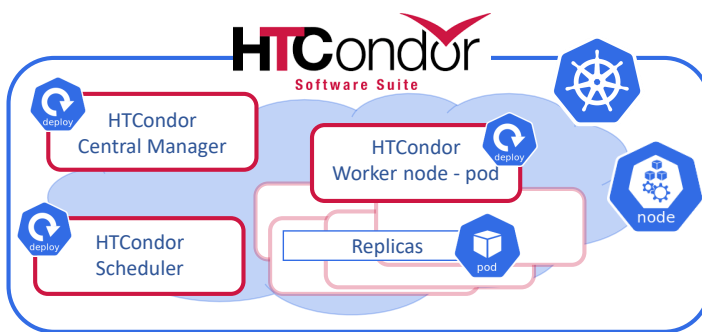 HTCondor
Software Suite
deploy
HTCondor
Central Manager
HTCondor
Worker node - pod
deploy
node
deploy
HTCondor
Scheduler
Replicas
pod